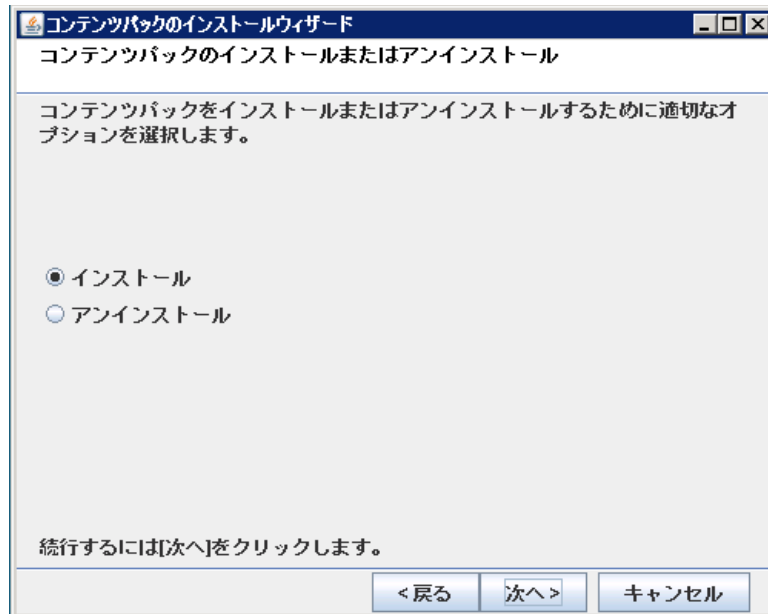 コンテンツパックのインストールウィザード
コンテンツパックのインストールまたはアンインストール
コンテンツパックをインストールまたはアンインストールするために適切なオ
プションを選択します。
インストール
アンインストール
続行するには[次へ]をクリックします。
<戻る 次へ> キャンセル